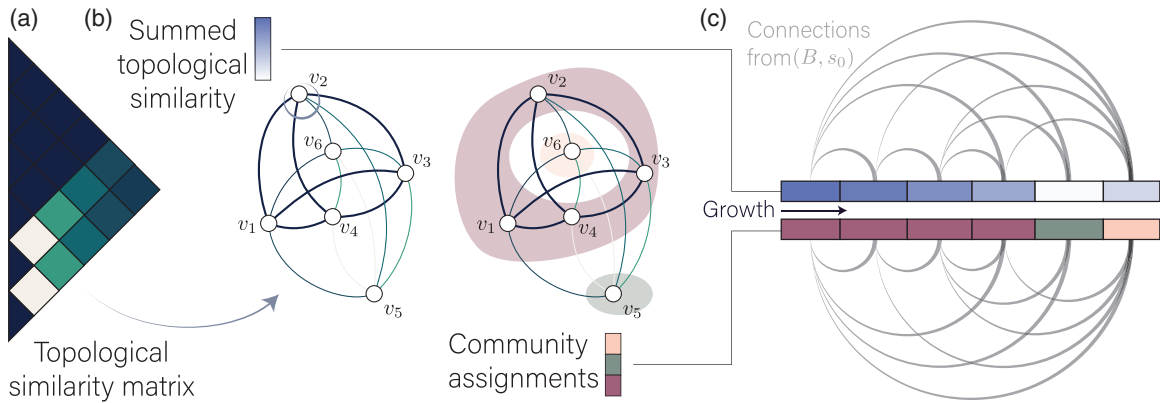 (a)
(b)
Summed
topological
similarity
(c)
Connections
from(B, s₀)
v₂
v₆
v₃
v₁
v₄
v₅
v₂
v₆
v₃
v₁
v₄
v₅
Growth
Topological
similarity matrix
Community
assignments